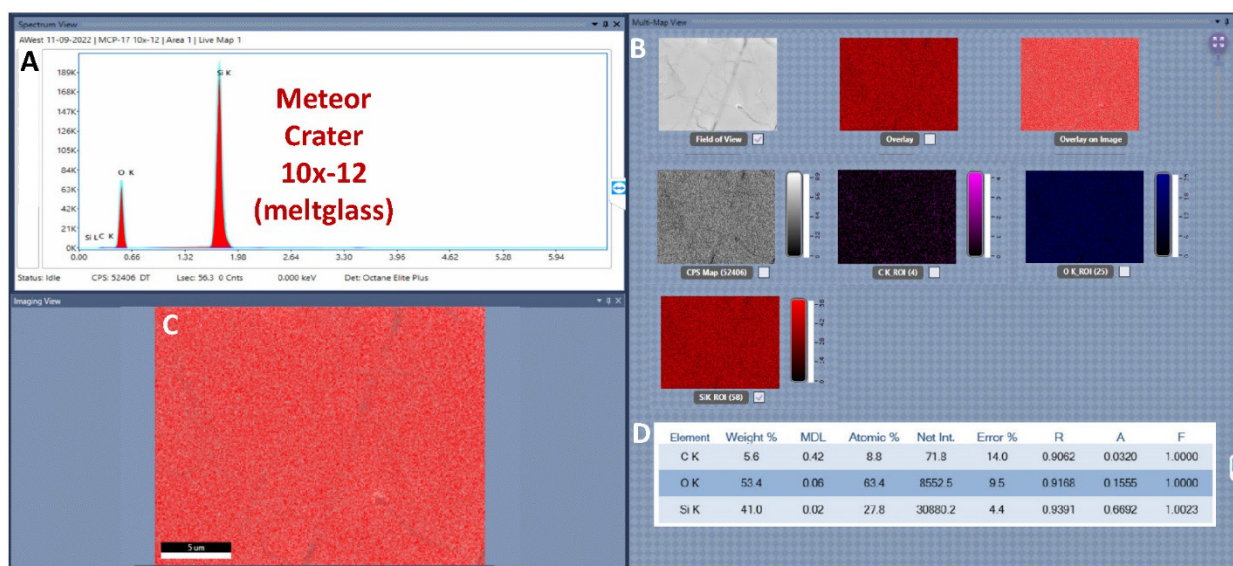 Spectrum View
AWest 11-09-2022 | MCP-17 10x-12 | Area 1 | Live Map 1
A
189K
168K
147K
126K
105K
84K
63K
42K
21K
0K
Si K
O K
Si L C K
Meteor
Crater
10x-12
(meltglass)
0.00 0.66 1.32 1.98 2.64 3.30 3.96 4.62 5.28 5.94
Status: Idle CPS: 52406 DT Lsec: 56.3 0 Cnts 0.000 keV Det: Octane Elite Plus
Imaging View
C
5 um
Multi-Map View
B
Field of View Overlay Overlay on Image
CPS Map (52406) C K_ROI (4) O K_ROI (25)
SiK ROI (58)
D
Element Weight % MDL Atomic % Net Int. Error % R A F
C K 5.6 0.42 8.8 71.8 14.0 0.9062 0.0320 1.0000
O K 53.4 0.06 63.4 8552.5 9.5 0.9168 0.1555 1.0000
Si K 41.0 0.02 27.8 30880.2 4.4 0.9391 0.6692 1.0023